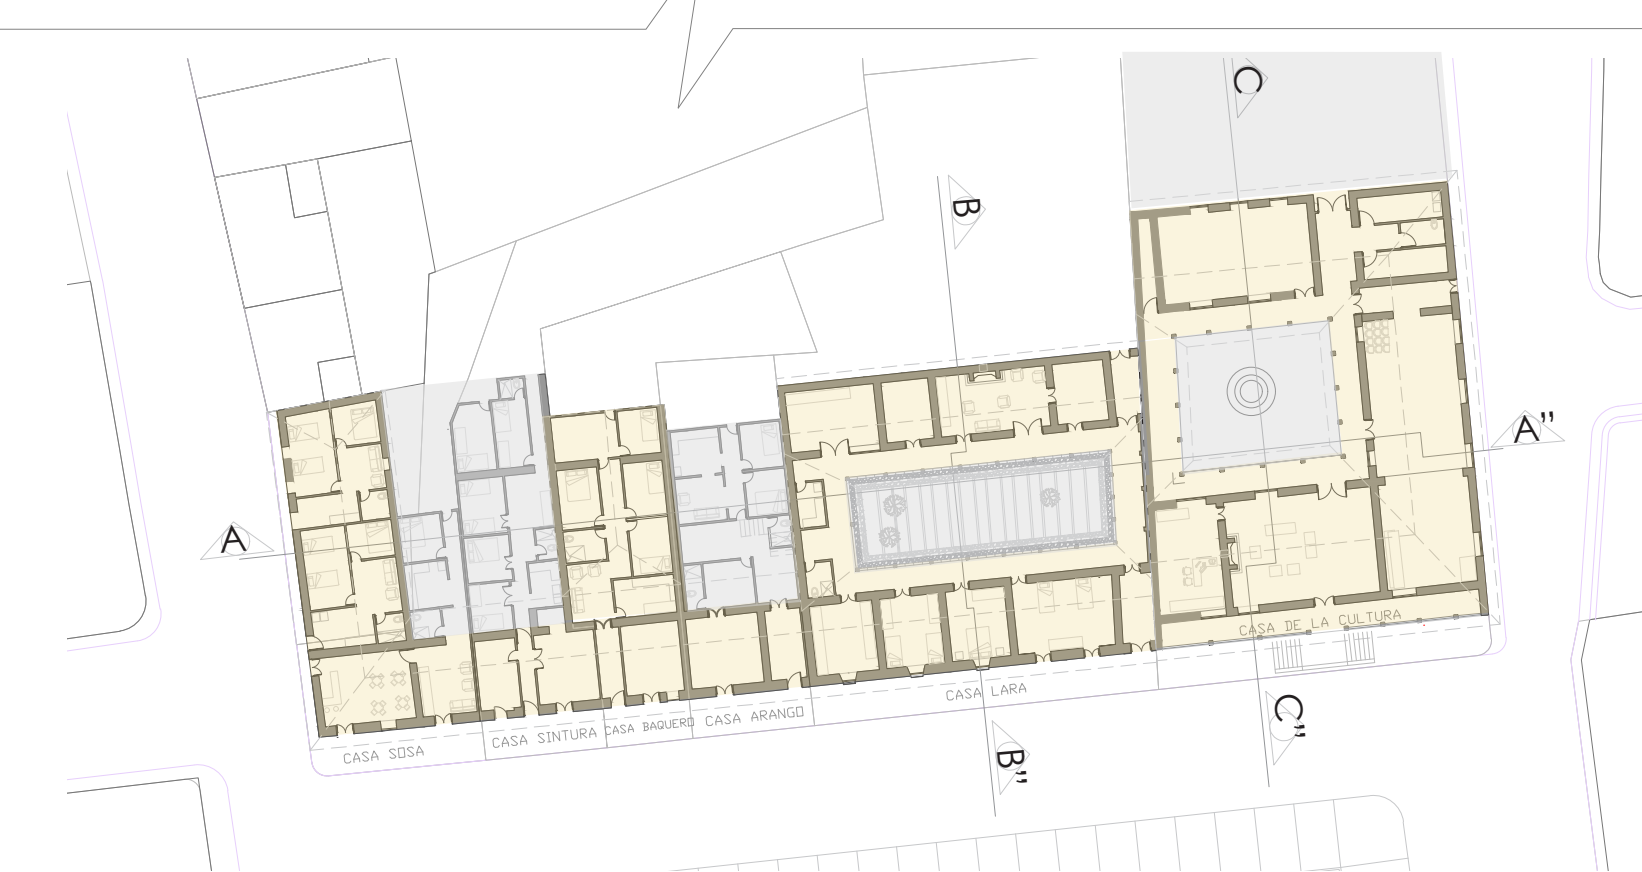 C
B
A''
A
CASA DE LA CULTURA
CASA LARA
CASA ARANGO
CASA BAQUERO
CASA SINTURA
CASA SOSA
C''
B''